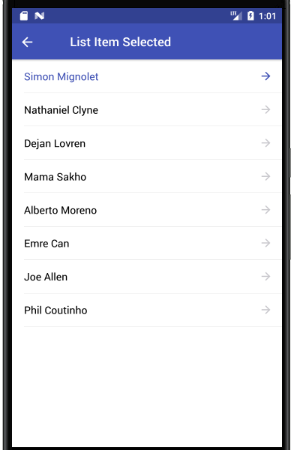 1:01
List Item Selected
Simon Mignolet
Nathaniel Clyne
Dejan Lovren
Mama Sakho
Alberto Moreno
Emre Can
Joe Allen
Phil Coutinho